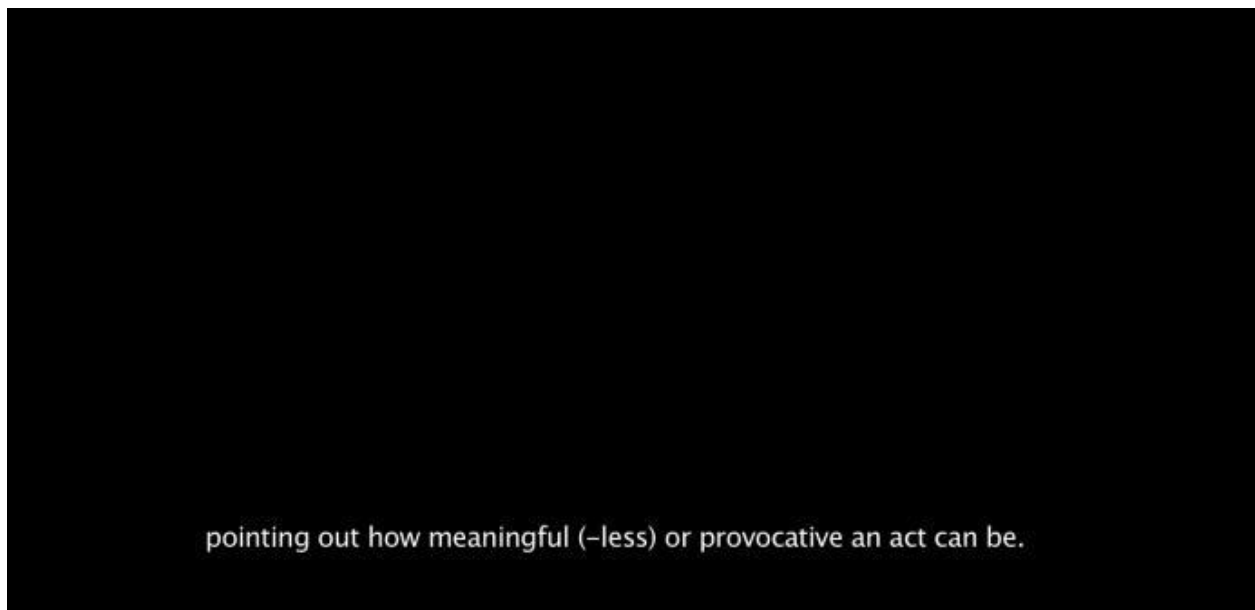 pointing out how meaningful (-less) or provocative an act can be.